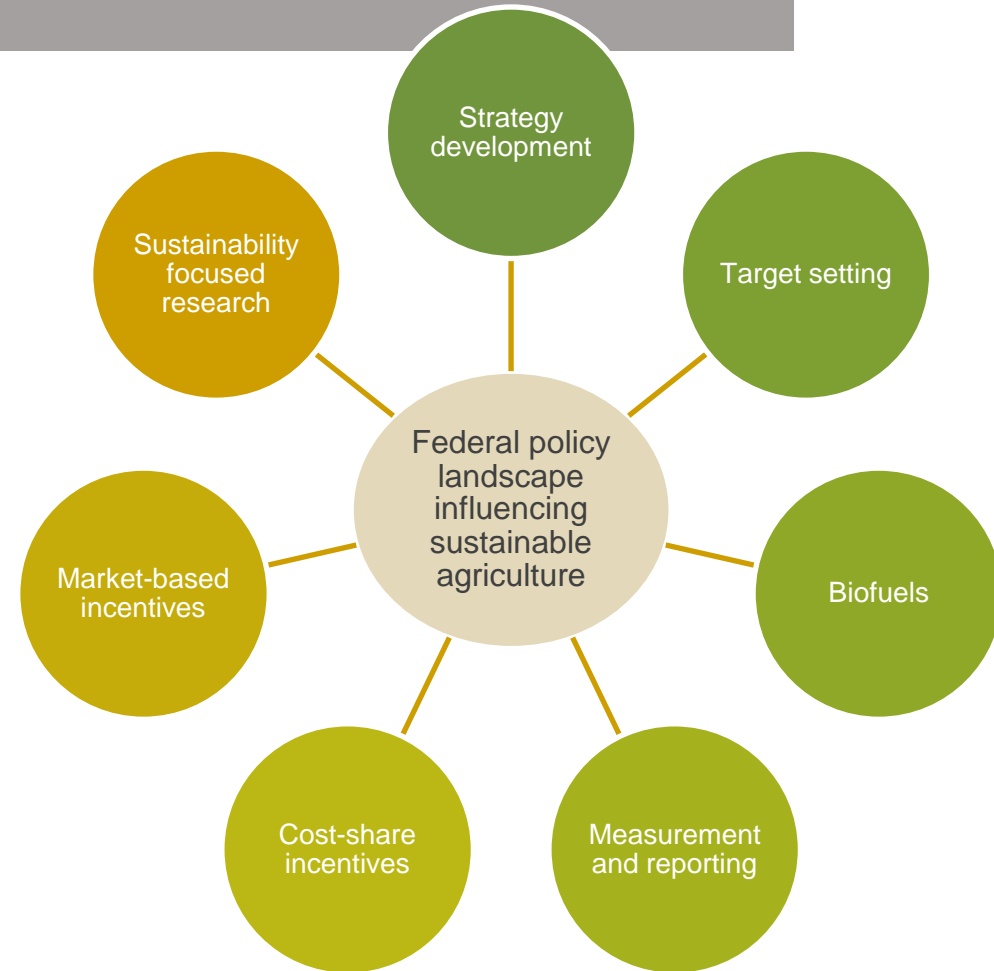 Strategy
development
Target setting
Biofuels
Measurement
and reporting
Cost-share
incentives
Market-based
incentives
Sustainability
focused
research
Federal policy
landscape
influencing
sustainable
agriculture